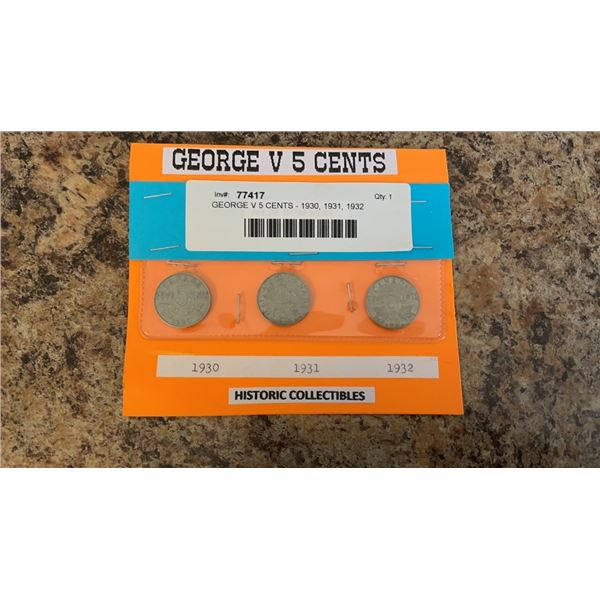 GEORGE V 5 CENTS
Inv#: 77417 Qty: 1
GEORGE V 5 CENTS - 1930, 1931, 1932
1930 1931 1932
HISTORIC COLLECTIBLES